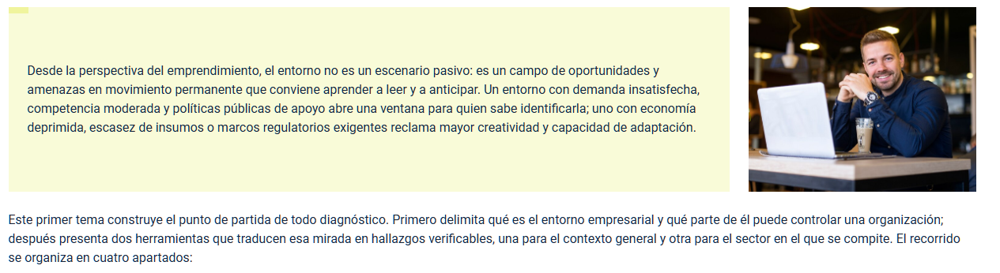 Desde la perspectiva del emprendimiento, el entorno no es un escenario pasivo: es un campo de oportunidades y
amenazas en movimiento permanente que conviene aprender a leer y a anticipar. Un entorno con demanda insatisfecha,
competencia moderada y políticas públicas de apoyo abre una ventana para quien sabe identificarla; uno con economía
deprimida, escasez de insumos o marcos regulatorios exigentes reclama mayor creatividad y capacidad de adaptación.
Este primer tema construye el punto de partida de todo diagnóstico. Primero delimita qué es el entorno empresarial y qué parte de él puede controlar una organización;
después presenta dos herramientas que traducen esa mirada en hallazgos verificables, una para el contexto general y otra para el sector en el que se compite. El recorrido
se organiza en cuatro apartados: